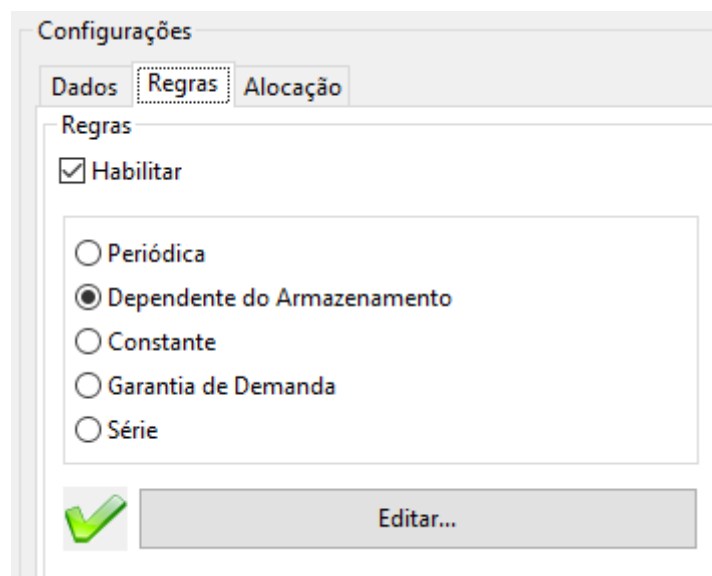 Configurações
Dados Regras Alocação
Regras
Habilitar
Periódica
Dependente do Armazenamento
Constante
Garantia de Demanda
Série
Editar...